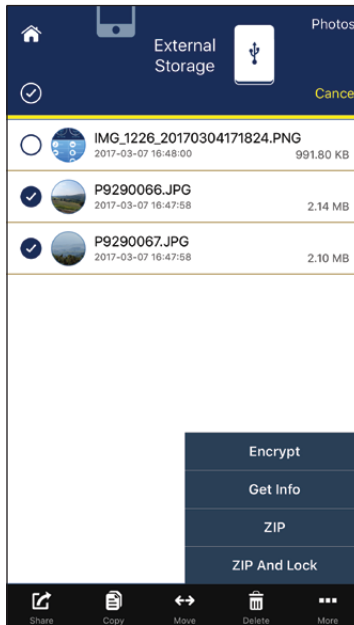 Photos
External
Storage
Cance
IMG_1226_20170304171824.PNG
2017-03-07 16:48:00
991.80 KB
P9290066.JPG
2017-03-07 16:47:58
2.14 MB
P9290067.JPG
2017-03-07 16:47:58
2.10 MB
Encrypt
Get Info
ZIP
ZIP And Lock
Share
Copy
Move
Delete
More